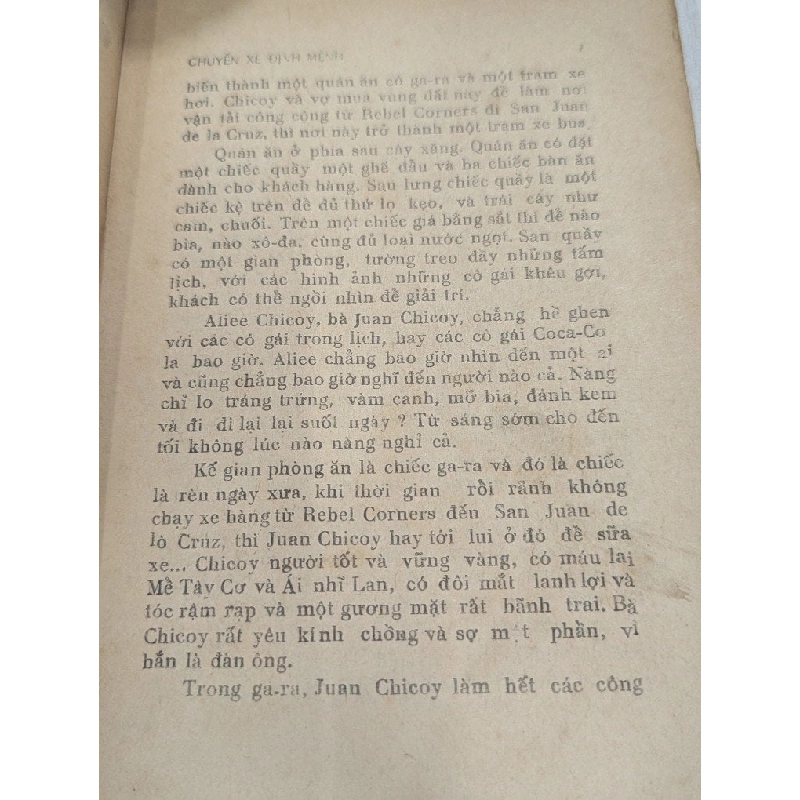 CHUYẾN XE ĐỊNH MỆNH
biến thành một quán ăn có ga-ra và một trạm xe
hơi. Chicoy và vợ mua vùng đất này để làm nơi
vận tải công cộng từ Rebel Corners đi San Juan
de la Cruz, thì nơi này trở thành một trạm xe bus.
Quán ăn ở phía sau cây xăng. Quán ăn có đặt
một chiếc quầy một ghế dầu và ba chiếc bàn ăn
dành cho khách hàng. Sau lưng chiếc quầy là một
chiếc kệ trên để đủ thứ lọ kẹo, và trái cây như
cam, chuối. Trên một chiếc giá bằng sắt thì để nào
bia, nào xô-đa, cùng đủ loại nước ngọt. San quầy
có một gian phòng, tường treo đầy những tấm
lịch, với các hình ảnh những cô gái khêu gợi,
khách có thể ngồi nhìn để giải trí.
Aliee Chicoy, bà Juan Chicoy, chẳng hề ghen
với các cô gái trong lịch, hay các cô gái Coca-Co
la bao giờ. Aliee chẳng bao giờ nhìn đến một ai
và cũng chẳng bao giờ nghĩ đến người nào cả. Nàng
chỉ lo tráng trứng, vàm canh, mở bia, đánh kem
và đi đi lại lại suốt ngày ? Từ sáng sớm cho đến
tối không lúc nào nàng nghỉ cả.
Kế gian phòng ăn là chiếc ga-ra và đó là chiếc
là rèn ngày xưa, khi thời gian rồi rãnh không
chạy xe hàng từ Rebel Corners đến San Juan de
lò Cruz, thì Juan Chicoy hay tới lui ở đó để sữa
xe... Chicoy người tốt và vững vàng, có máu lai
Mề Tây Cơ và Ái nhĩ Lan, có đôi mắt lanh lợi và
tóc rậm rạp và một gương mặt rất bãnh trai. Bà
Chicoy rất yêu kính chồng và sợ một phần, vì
hắn là đàn ông.
Trong ga-ra, Juan Chicoy làm hết các công